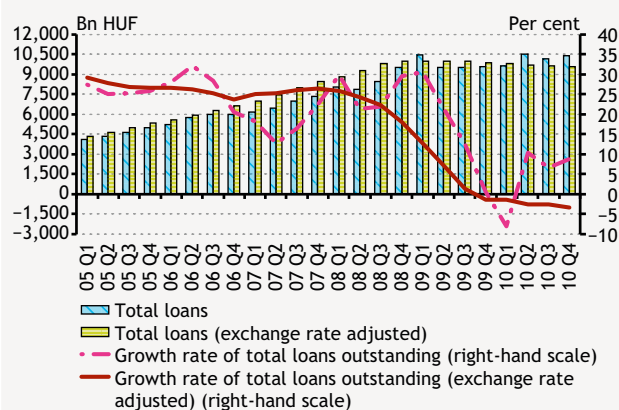 Bn HUF Per cent
12,000 40
10,500 35
9,000 30
7,500 25
6,000 20
4,500 15
3,000 10
1,500 5
0 0
−1,500 −5
−3,000 −10
05 Q1 05 Q2 05 Q3 05 Q4 06 Q1 06 Q2 06 Q3 06 Q4 07 Q1 07 Q2 07 Q3 07 Q4 08 Q1 08 Q2 08 Q3 08 Q4 09 Q1 09 Q2 09 Q3 09 Q4 10 Q1 10 Q2 10 Q3 10 Q4
Total loans
Total loans (exchange rate adjusted)
Growth rate of total loans outstanding (right-hand scale)
Growth rate of total loans outstanding (exchange rate
adjusted) (right-hand scale)